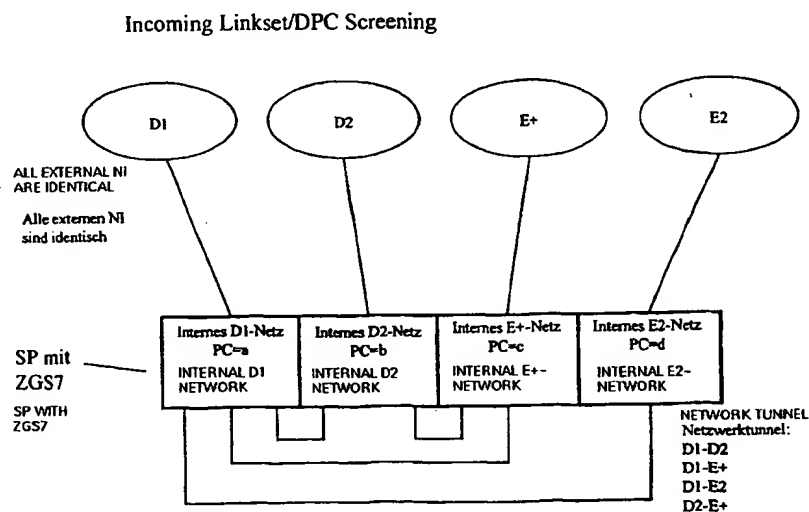 Incoming Linkset/DPC Screening
D1
D2
E+
E2
ALL EXTERNAL NI
ARE IDENTICAL
Alle externen NI
sind identisch
SP mit
ZGS7
SP WITH
ZGS7
Internes D1-Netz
PC=a
INTERNAL D1
NETWORK
Internes D2-Netz
PC=b
INTERNAL D2
NETWORK
Internes E+-Netz
PC=c
INTERNAL E+-
NETWORK
Internes E2-Netz
PC=d
INTERNAL E2-
NETWORK
NETWORK TUNNEL
Netzwerktunnel:
D1-D2
D1-E+
D1-E2
D2-E+